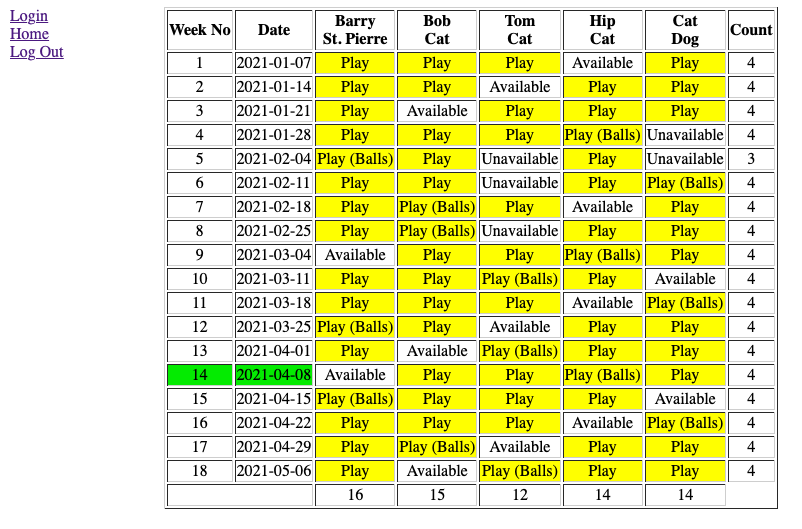 Login
Home
Log Out
Week No Date Barry St. Pierre Bob Cat Tom Cat Hip Cat Cat Dog Count
1 2021-01-07 Play Play Play Available Play 4
2 2021-01-14 Play Play Available Play Play 4
3 2021-01-21 Play Available Play Play Play 4
4 2021-01-28 Play Play Play Play (Balls) Unavailable 4
5 2021-02-04 Play (Balls) Play Unavailable Play Unavailable 3
6 2021-02-11 Play Play Unavailable Play Play (Balls) 4
7 2021-02-18 Play Play (Balls) Play Available Play 4
8 2021-02-25 Play Play (Balls) Unavailable Play Play 4
9 2021-03-04 Available Play Play Play (Balls) Play 4
10 2021-03-11 Play Play Play (Balls) Play Available 4
11 2021-03-18 Play Play Play Available Play (Balls) 4
12 2021-03-25 Play (Balls) Play Available Play Play 4
13 2021-04-01 Play Available Play (Balls) Play Play 4
14 2021-04-08 Available Play Play Play (Balls) Play 4
15 2021-04-15 Play (Balls) Play Play Play Available 4
16 2021-04-22 Play Play Play Available Play (Balls) 4
17 2021-04-29 Play Play (Balls) Available Play Play 4
18 2021-05-06 Play Available Play (Balls) Play Play 4
16 15 12 14 14